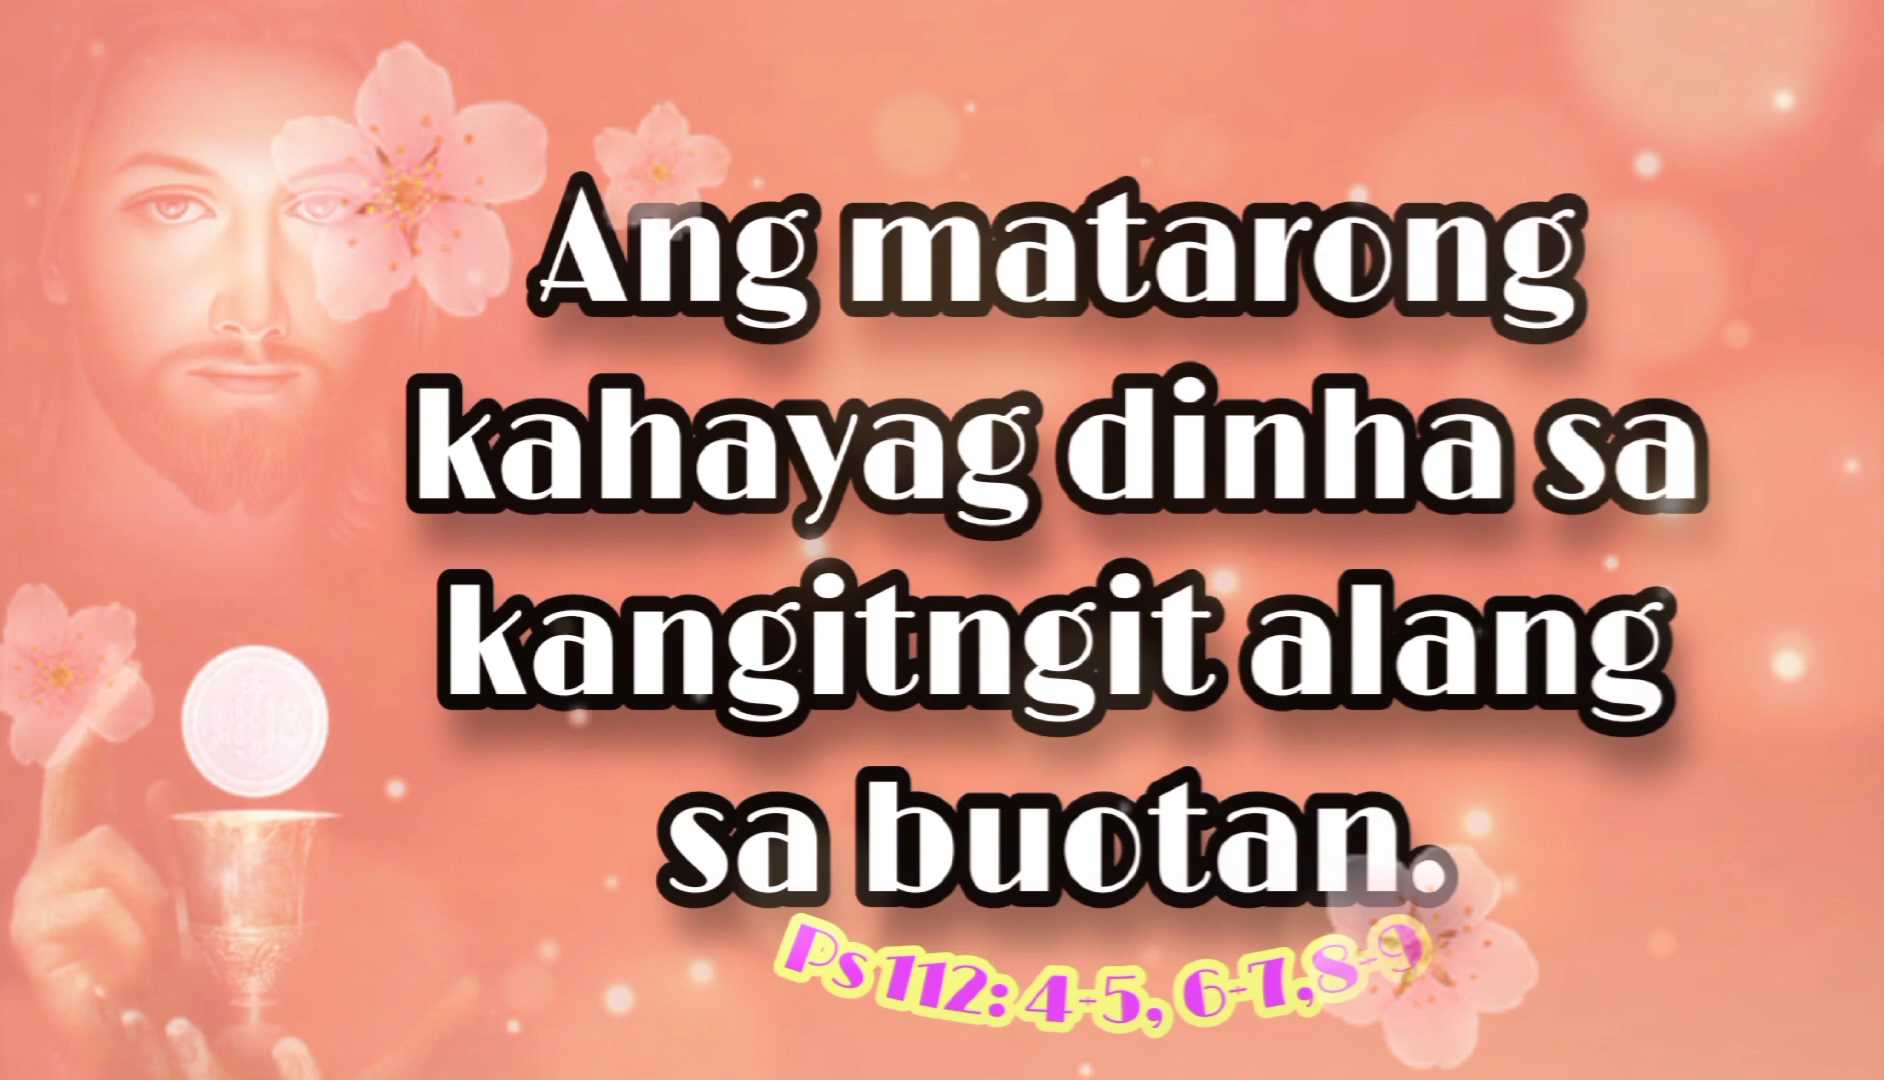 Ang matarong
kahayag dinha sa
kangitngit alang
sa buotan.
Ps 112: 4-5, 6-7,8-9